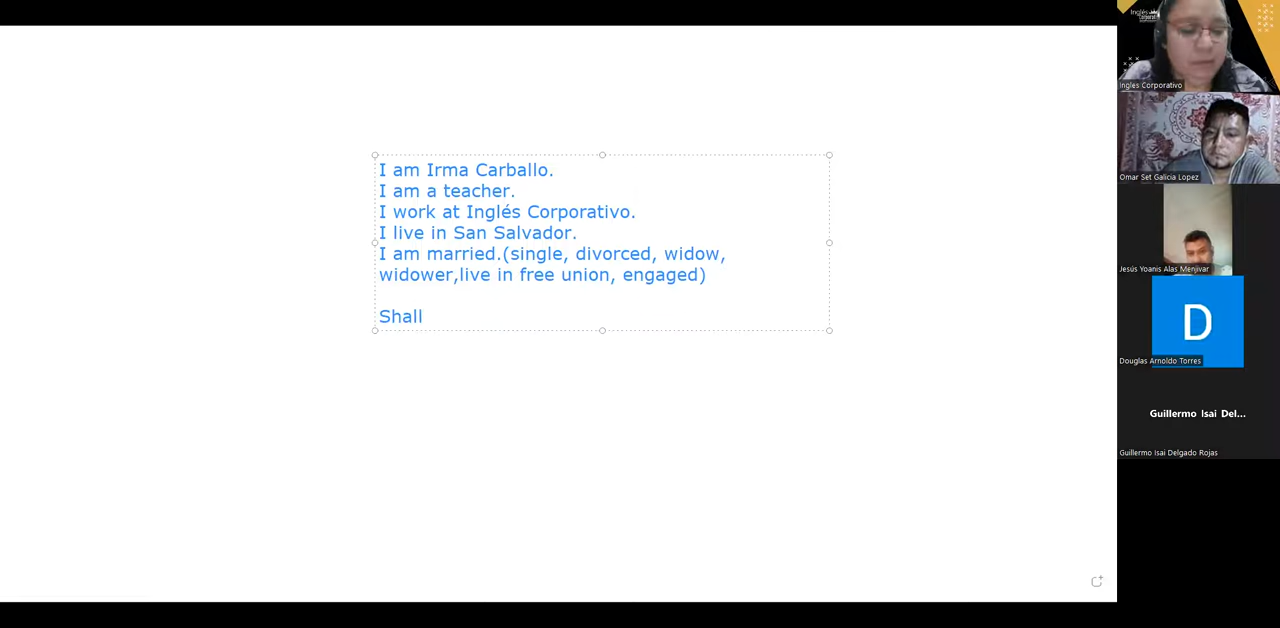 I am Irma Carballo.
I am a teacher.
I work at Inglés Corporativo.
I live in San Salvador.
I am married.(single, divorced, widow,
widower,live in free union, engaged)
Shall
Inglés
Ingles Corporativo
Omar Set Galicia Lopez
Jesús Yoanis Alas Menjivar
D
Douglas Arnoldo Torres
Guillermo Isai Del...
Guillermo Isai Delgado Rojas